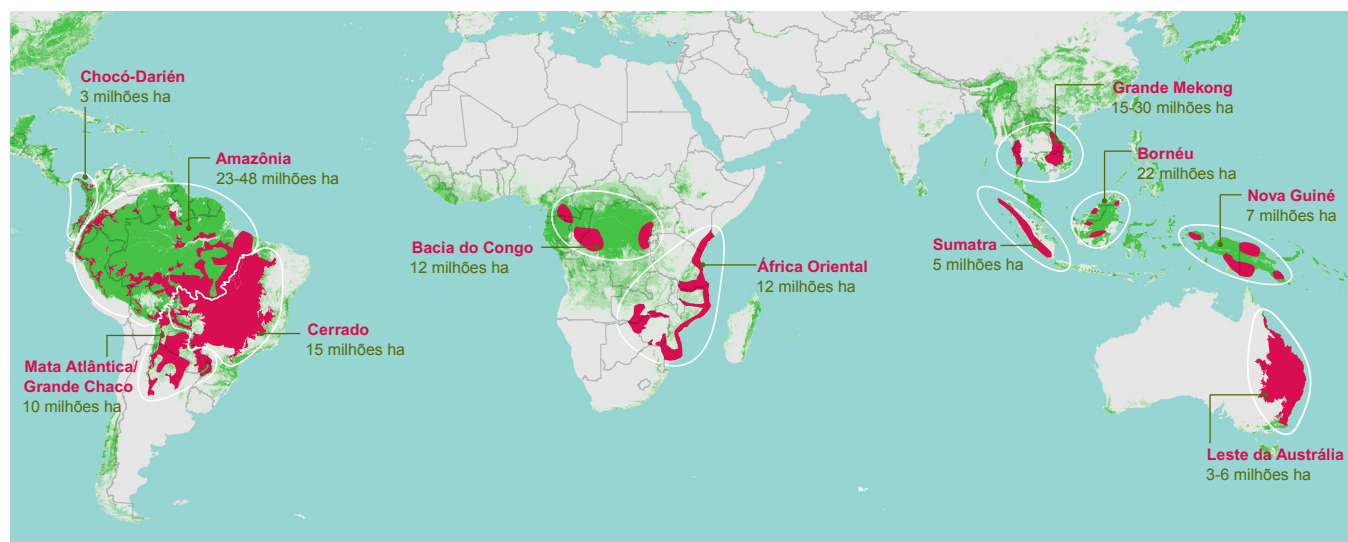 Chocó-Darién
3 milhões ha
Amazônia
23-48 milhões ha
Cerrado
15 milhões ha
Mata Atlântica/
Grande Chaco
10 milhões ha
Bacia do Congo
12 milhões ha
África Oriental
12 milhões ha
Grande Mekong
15-30 milhões ha
Bornéu
22 milhões ha
Nova Guiné
7 milhões ha
Sumatra
5 milhões ha
Leste da Austrália
3-6 milhões ha